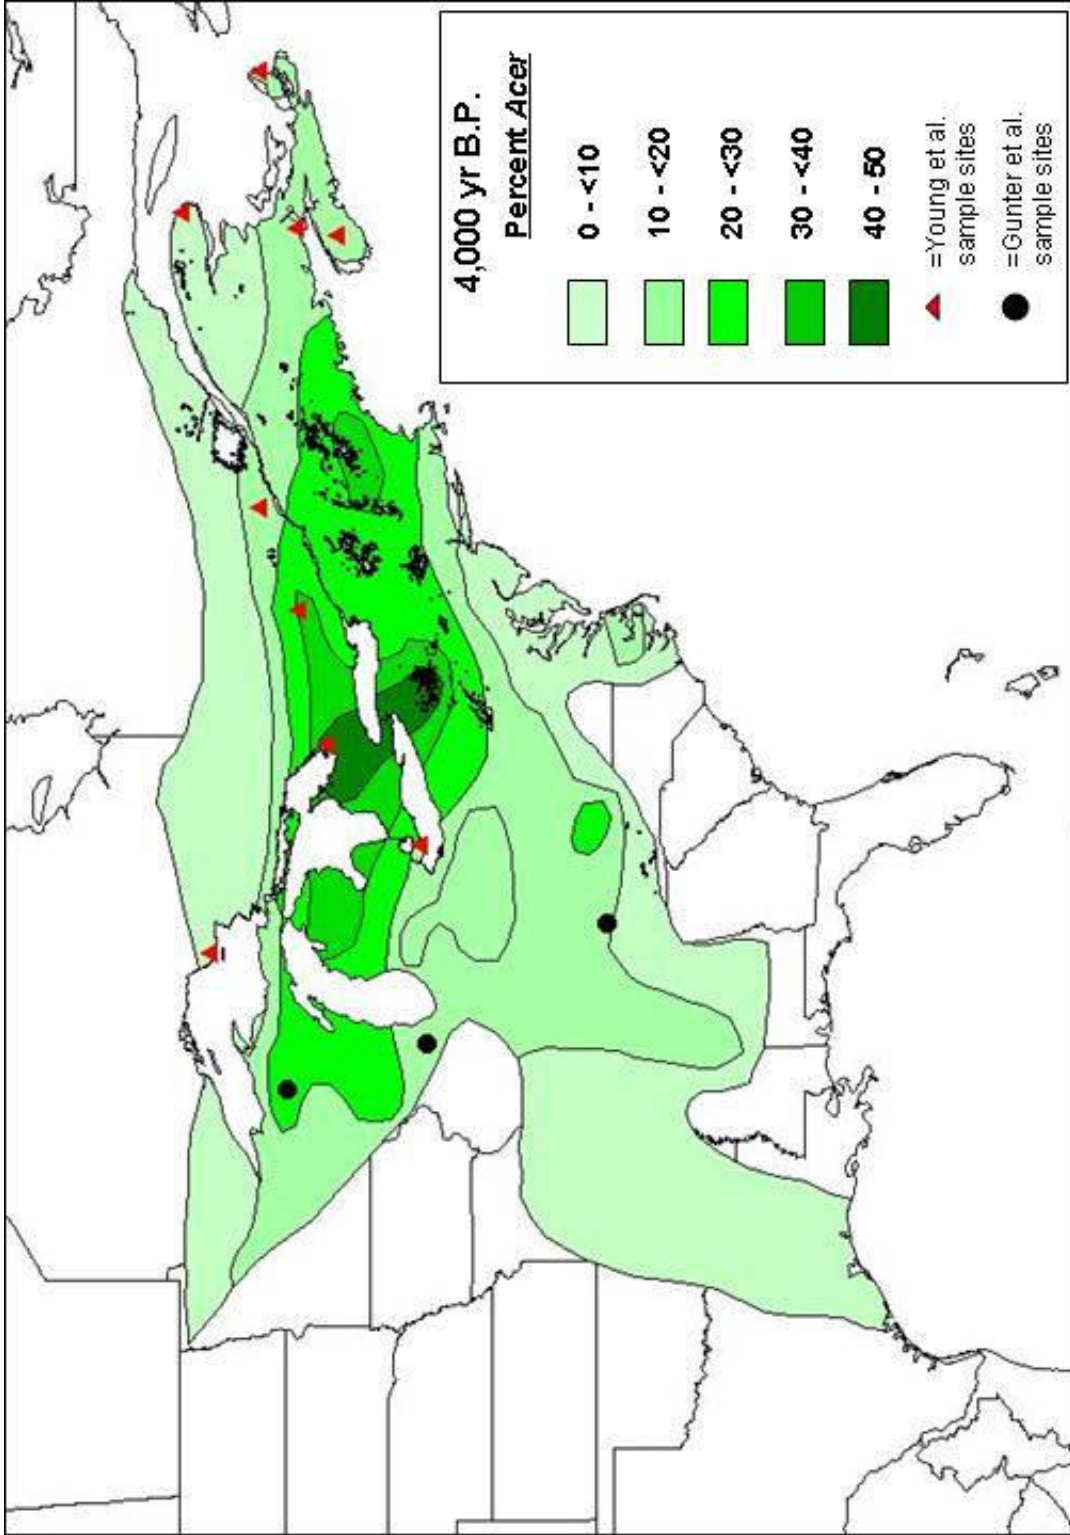 4,000 yr B.P.
Percent Acer
0 - <10
10 - <20
20 - <30
30 - <40
40 - 50
=Young et al.
sample sites
=Gunter et al.
sample sites